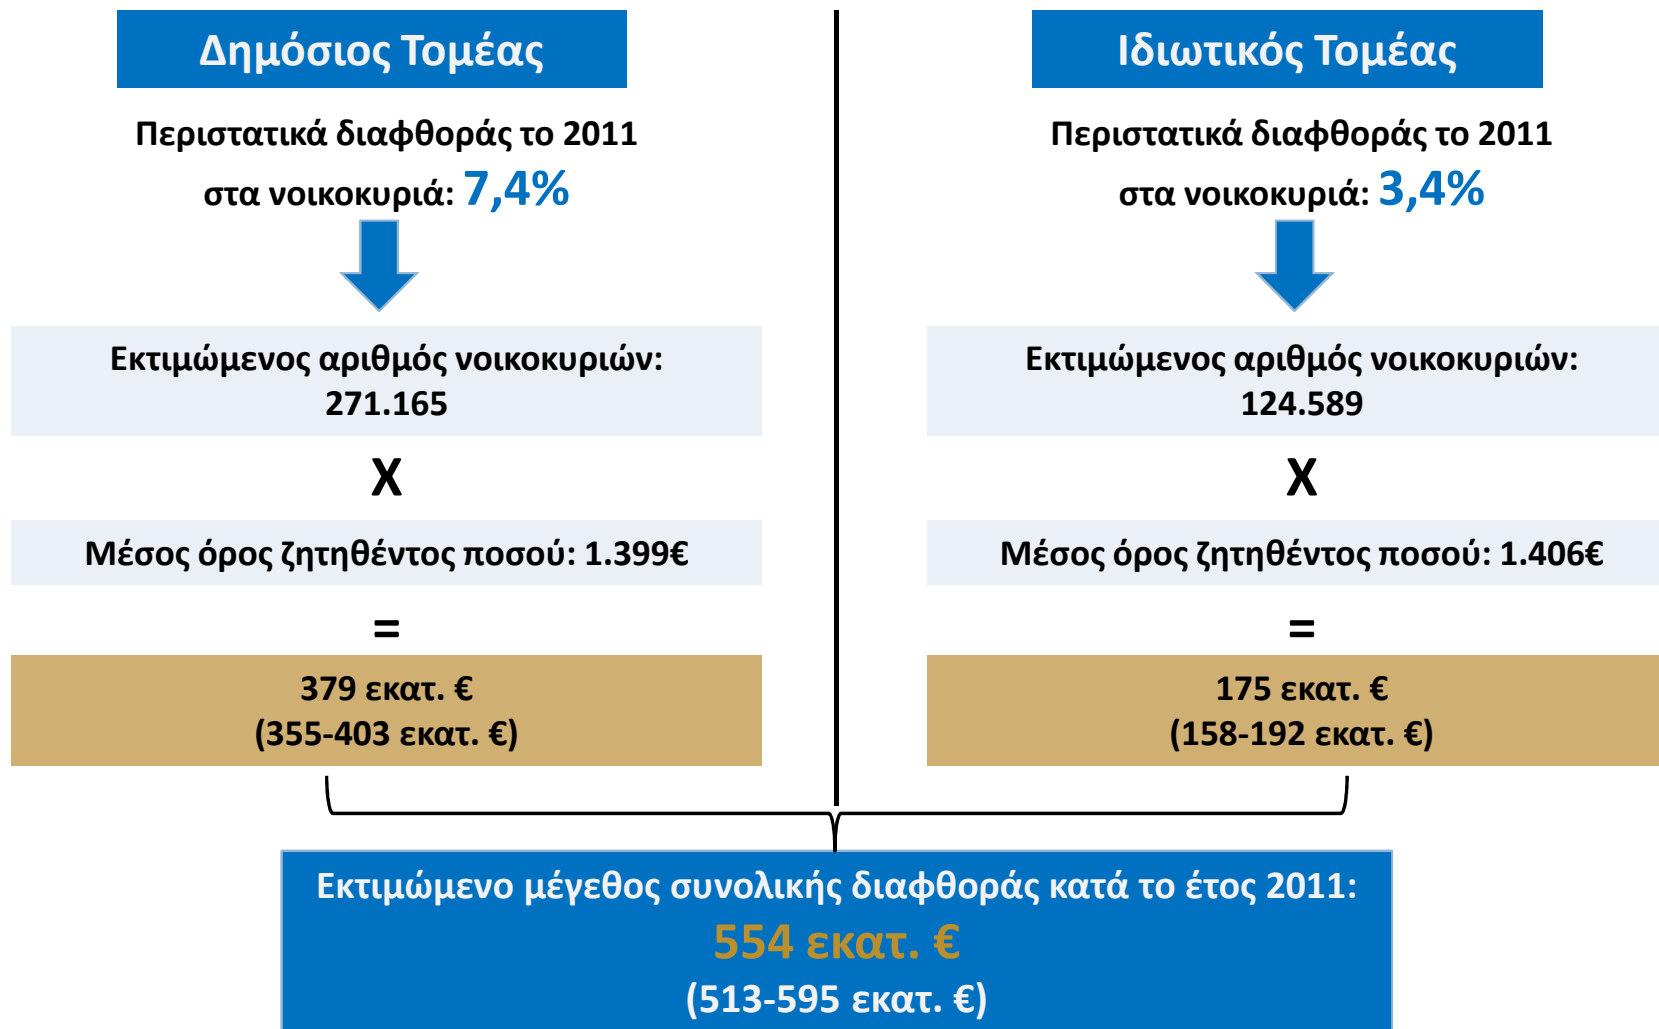 Δημόσιος Τομέας
Περιστατικά διαφθοράς το 2011
στα νοικοκυριά: 7,4%
Εκτιμώμενος αριθμός νοικοκυριών:
271.165
X
Μέσος όρος ζητηθέντος ποσού: 1.399€
=
379 εκατ. €
(355-403 εκατ. €)
Ιδιωτικός Τομέας
Περιστατικά διαφθοράς το 2011
στα νοικοκυριά: 3,4%
Εκτιμώμενος αριθμός νοικοκυριών:
124.589
X
Μέσος όρος ζητηθέντος ποσού: 1.406€
=
175 εκατ. €
(158-192 εκατ. €)
Εκτιμώμενο μέγεθος συνολικής διαφθοράς κατά το έτος 2011:
554 εκατ. €
(513-595 εκατ. €)